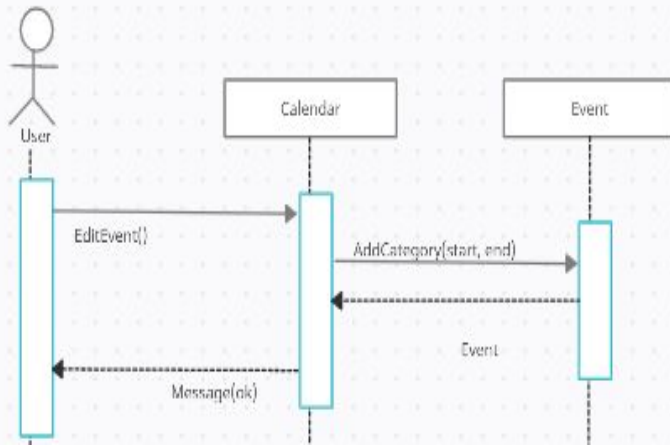 Calendar
Event
User
EditEvent()
AddCategory(start, end)
Event
Message(ok)